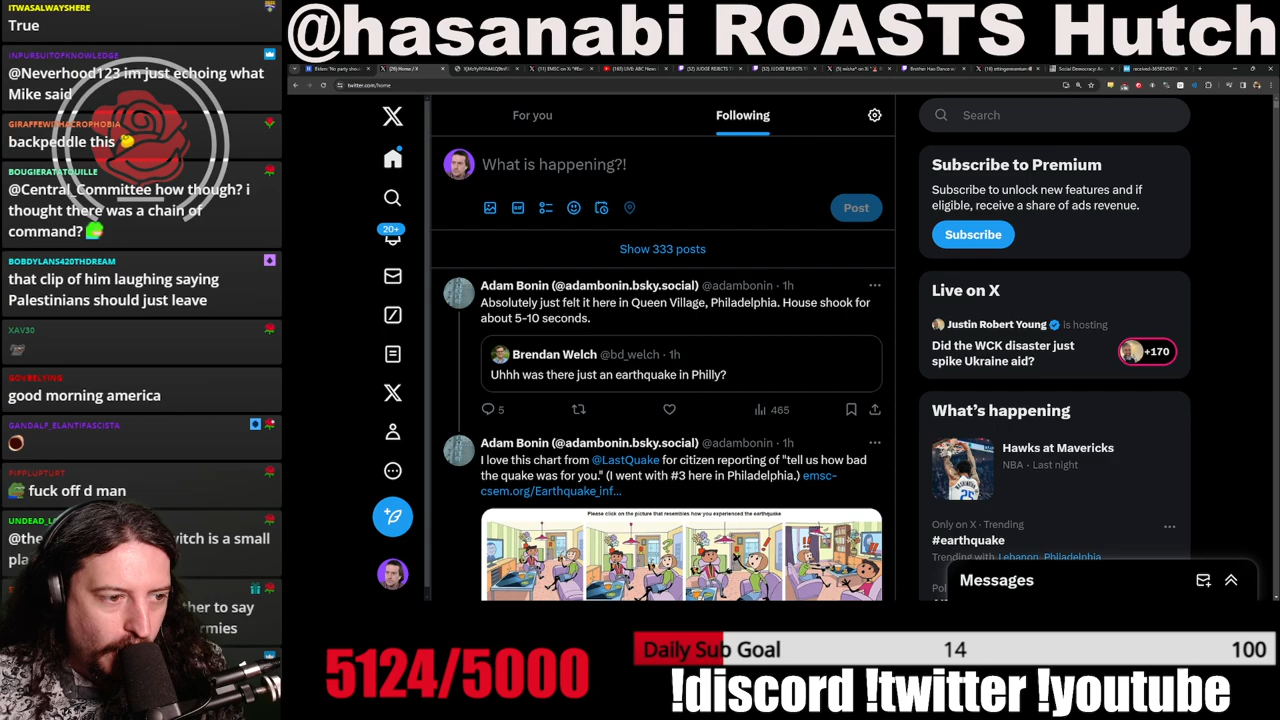 @hasanabi ROASTS Hutch
ITWASALWAYSHERE
True
INPURSUITOFKNOWLEDGE
@Neverhood123 im just echoing what
Mike said
GIRAFFEWITHACROPHOBIA
backpeddle this
BOUGIERATATOUILLE
@Central_Committee how though? i
thought there was a chain of
command?
BOBDYLANS420THDREAM
that clip of him laughing saying
Palestinians should just leave
XAV30
GOVBELYING
good morning america
GANDALF_ELANTIFASCISTA
PIPPLUPTURT
fuck off d man
UNDEAD_L
@the
witch is a small
pla
her to say
rmies
twitter.com/home
For you
Following
What is happening?!
Post
20+
Show 333 posts
Adam Bonin (@adambonin.bsky.social) @adambonin · 1h
Absolutely just felt it here in Queen Village, Philadelphia. House shook for
about 5-10 seconds.
Brendan Welch @bd_welch · 1h
Uhhh was there just an earthquake in Philly?
5
465
Adam Bonin (@adambonin.bsky.social) @adambonin · 1h
I love this chart from @LastQuake for citizen reporting of "tell us how bad
the quake was for you." (I went with #3 here in Philadelphia.) emsc-
csem.org/Earthquake_inf...
Please click on the picture that resembles how you experienced the earthquake
Search
Subscribe to Premium
Subscribe to unlock new features and if
eligible, receive a share of ads revenue.
Subscribe
Live on X
Justin Robert Young is hosting
Did the WCK disaster just
spike Ukraine aid?
+170
What's happening
Hawks at Mavericks
NBA · Last night
Only on X · Trending
#earthquake
Trending with Lebanon, Philadelphia
Messages
5124/5000
Daily Sub Goal
14
100
!discord !twitter !youtube